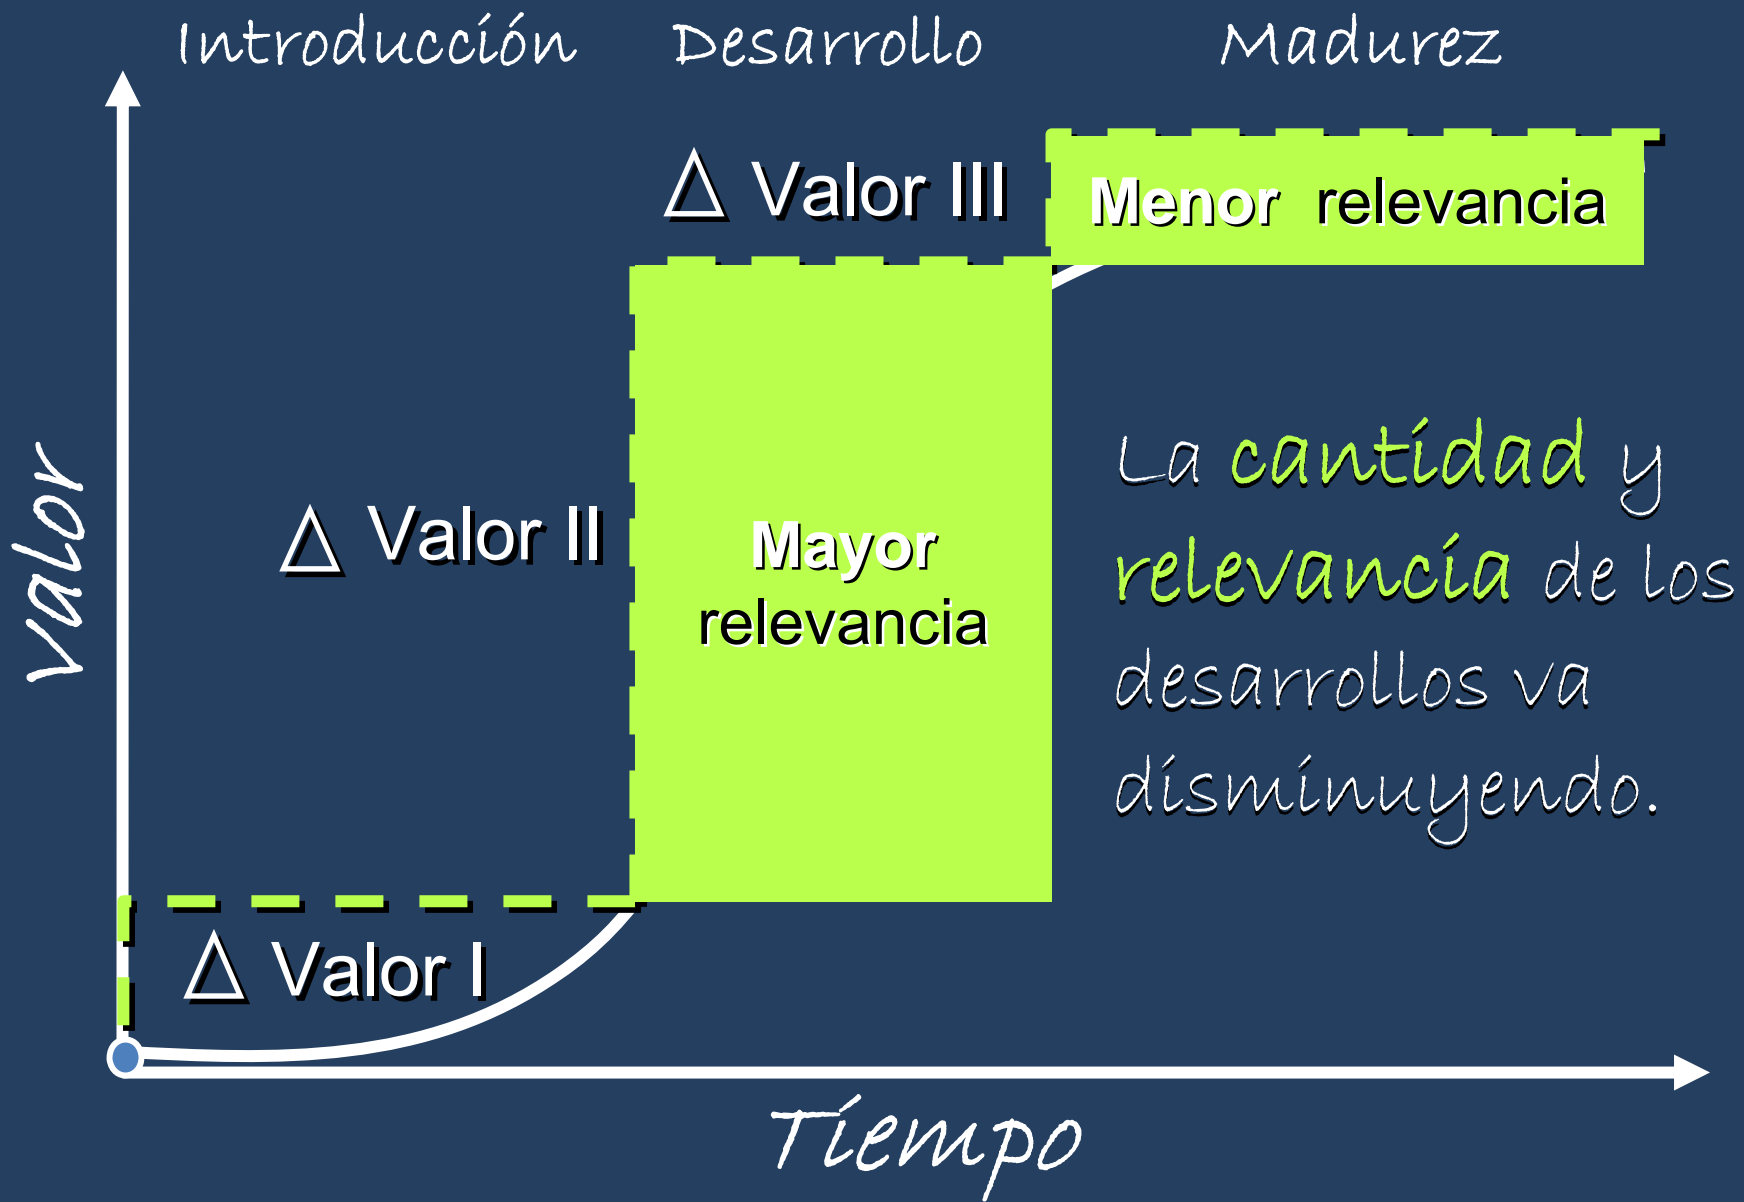 Introducción Desarrollo Madurez
Δ Valor III
Menor relevancia
Valor
Δ Valor II
Mayor
relevancia
La cantidad y
relevancia de los
desarrollos va
disminuyendo.
Δ Valor I
Tiempo